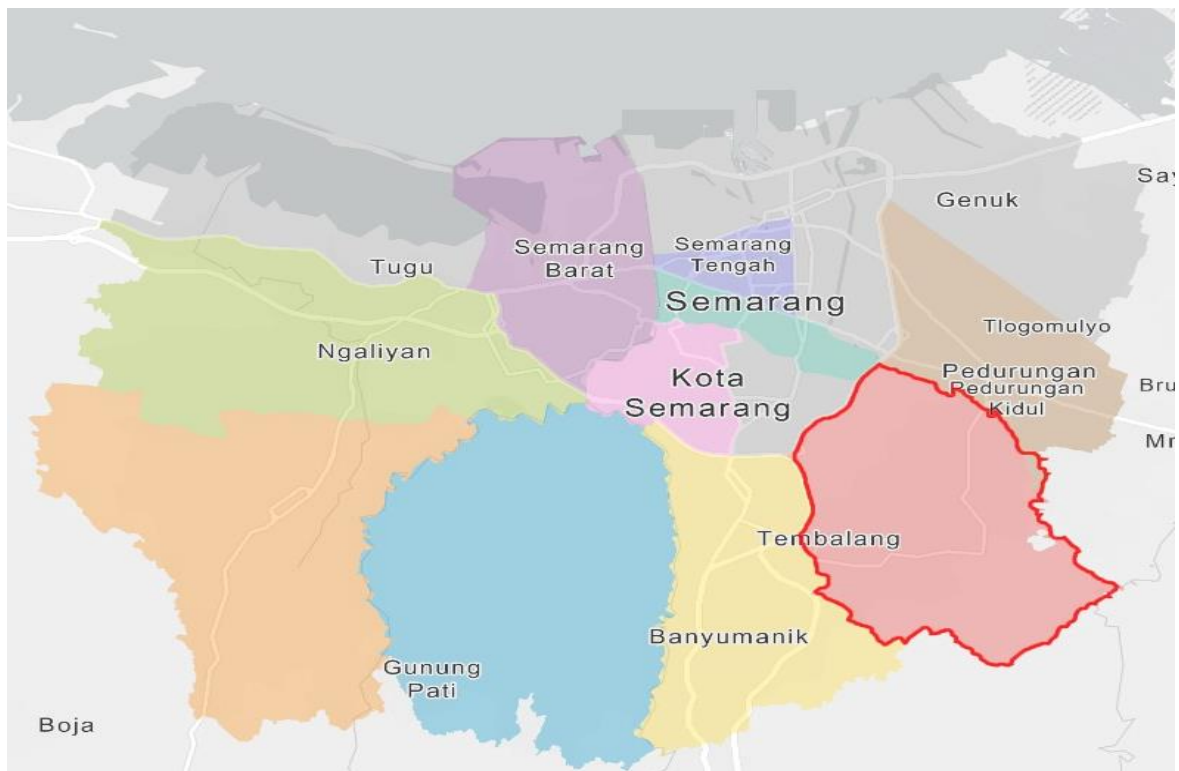 Say
Genuk
Semarang
Barat
Semarang
Tengah
Tugu
Semarang
Tlogomulyo
Ngaliyan
Kota
Semarang
Pedurungan
Pedurungan
Kidul
Bru
Mr
Tembalang
Banyumanik
Gunung
Pati
Boja